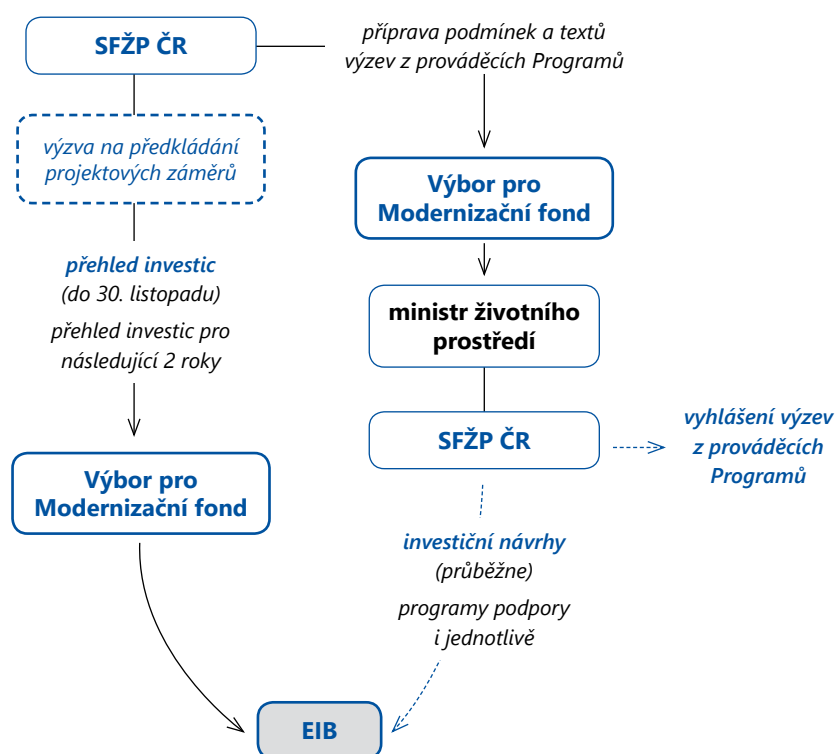 SFŽP ČR
příprava podmínek a textů
výzev z prováděcích Programů
výzva na předkládání
projektových záměrů
Výbor pro
Modernizační fond
přehled investic
(do 30. listopadu)
přehled investic pro
následující 2 roky
ministr životního
prostředí
SFŽP ČR
vyhlášení výzev
z prováděcích
Programů
Výbor pro
Modernizační fond
investiční návrhy
(průběžne)
programy podpory
i jednotlivě
EIB